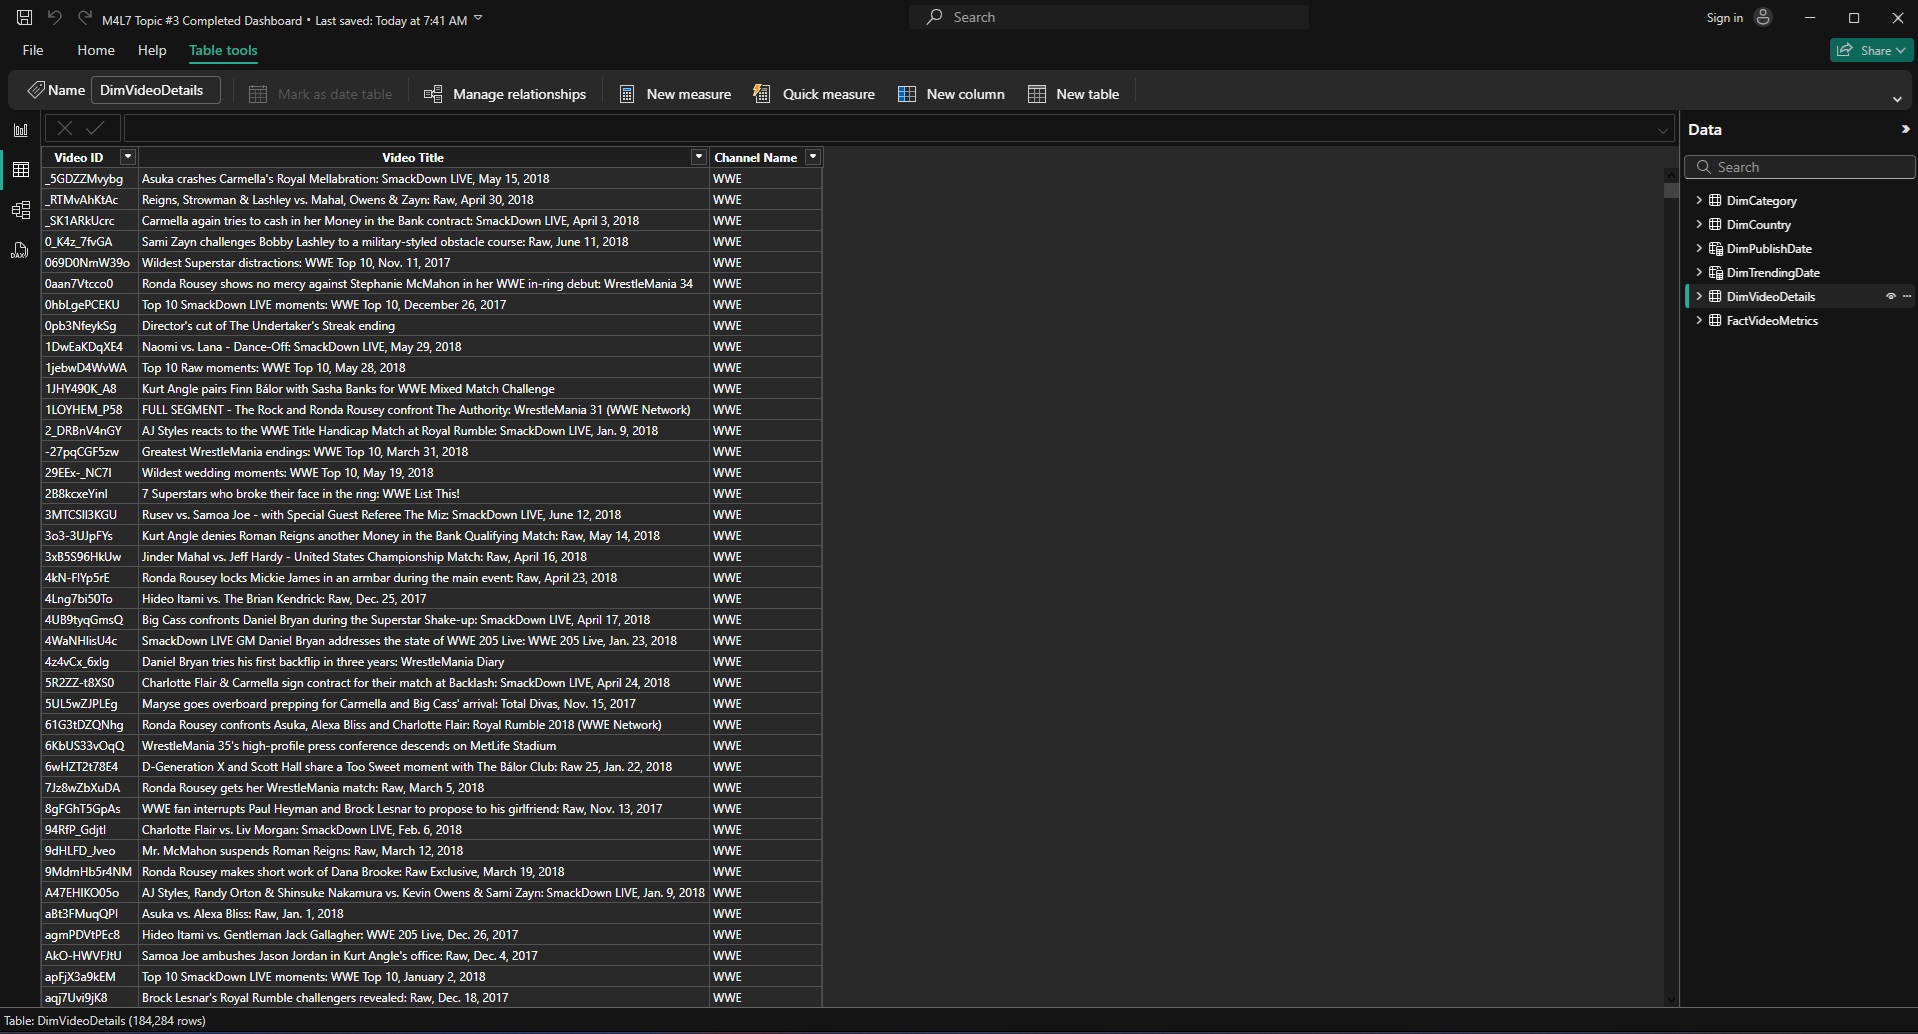 M4L7 Topic #3 Completed Dashboard • Last saved: Today at 7:41 AM
Search
Sign in
File Home Help Table tools
Share
Name DimVideoDetails Mark as date table Manage relationships New measure Quick measure New column New table
Data
Search
DimCategory
DimCountry
DimPublishDate
DimTrendingDate
DimVideoDetails
FactVideoMetrics
DAX
Video ID Video Title Channel Name
_5GDZZMvybg Asuka crashes Carmella's Royal Mellabration: SmackDown LIVE, May 15, 2018 WWE
_RTMvAhKtAc Reigns, Strowman & Lashley vs. Mahal, Owens & Zayn: Raw, April 30, 2018 WWE
_SK1ARkUcrc Carmella again tries to cash in her Money in the Bank contract: SmackDown LIVE, April 3, 2018 WWE
0_K4z_7fvGA Sami Zayn challenges Bobby Lashley to a military-styled obstacle course: Raw, June 11, 2018 WWE
069D0NmW39o Wildest Superstar distractions: WWE Top 10, Nov. 11, 2017 WWE
0aan7Vtcco0 Ronda Rousey shows no mercy against Stephanie McMahon in her WWE in-ring debut: WrestleMania 34 WWE
0hbLgePCEKU Top 10 SmackDown LIVE moments: WWE Top 10, December 26, 2017 WWE
0pb3NfeykSg Director's cut of The Undertaker's Streak ending WWE
1DwEaKDqXE4 Naomi vs. Lana - Dance-Off: SmackDown LIVE, May 29, 2018 WWE
1jebwD4WvWA Top 10 Raw moments: WWE Top 10, May 28, 2018 WWE
1JHY490K_A8 Kurt Angle pairs Finn Bálor with Sasha Banks for WWE Mixed Match Challenge WWE
1LOYHEM_P58 FULL SEGMENT - The Rock and Ronda Rousey confront The Authority: WrestleMania 31 (WWE Network) WWE
2_DRBnV4nGY AJ Styles reacts to the WWE Title Handicap Match at Royal Rumble: SmackDown LIVE, Jan. 9, 2018 WWE
-27pqCGF5zw Greatest WrestleMania endings: WWE Top 10, March 31, 2018 WWE
29EEx-_NC7I Wildest wedding moments: WWE Top 10, May 19, 2018 WWE
2B8kcxeYinI 7 Superstars who broke their face in the ring: WWE List This! WWE
3MTCSII3KGU Rusev vs. Samoa Joe - with Special Guest Referee The Miz: SmackDown LIVE, June 12, 2018 WWE
3o3-3UJpFYs Kurt Angle denies Roman Reigns another Money in the Bank Qualifying Match: Raw, May 14, 2018 WWE
3xB5S96HkUw Jinder Mahal vs. Jeff Hardy - United States Championship Match: Raw, April 16, 2018 WWE
4kN-FlYp5rE Ronda Rousey locks Mickie James in an armbar during the main event: Raw, April 23, 2018 WWE
4Lng7bi50To Hideo Itami vs. The Brian Kendrick: Raw, Dec. 25, 2017 WWE
4UB9tyqGmsQ Big Cass confronts Daniel Bryan during the Superstar Shake-up: SmackDown LIVE, April 17, 2018 WWE
4WaNHlisU4c SmackDown LIVE GM Daniel Bryan addresses the state of WWE 205 Live: WWE 205 Live, Jan. 23, 2018 WWE
4z4vCx_6xlg Daniel Bryan tries his first backflip in three years: WrestleMania Diary WWE
5R2ZZ-t8XS0 Charlotte Flair & Carmella sign contract for their match at Backlash: SmackDown LIVE, April 24, 2018 WWE
5UL5wZJPLEg Maryse goes overboard prepping for Carmella and Big Cass' arrival: Total Divas, Nov. 15, 2017 WWE
61G3tDZQNhg Ronda Rousey confronts Asuka, Alexa Bliss and Charlotte Flair: Royal Rumble 2018 (WWE Network) WWE
6KbUS33vOqQ WrestleMania 35's high-profile press conference descends on MetLife Stadium WWE
6wHZT2t78E4 D-Generation X and Scott Hall share a Too Sweet moment with The Bálor Club: Raw 25, Jan. 22, 2018 WWE
7Jz8wZbXuDA Ronda Rousey gets her WrestleMania match: Raw, March 5, 2018 WWE
8gFGhT5GpAs WWE fan interrupts Paul Heyman and Brock Lesnar to propose to his girlfriend: Raw, Nov. 13, 2017 WWE
94RfP_GdjtI Charlotte Flair vs. Liv Morgan: SmackDown LIVE, Feb. 6, 2018 WWE
9dHLFD_Jveo Mr. McMahon suspends Roman Reigns: Raw, March 12, 2018 WWE
9MdmHb5r4NM Ronda Rousey makes short work of Dana Brooke: Raw Exclusive, March 19, 2018 WWE
A47EHIKO05o AJ Styles, Randy Orton & Shinsuke Nakamura vs. Kevin Owens & Sami Zayn: SmackDown LIVE, Jan. 9, 2018 WWE
aBt3FMuqQPI Asuka vs. Alexa Bliss: Raw, Jan. 1, 2018 WWE
agmPDVtPEc8 Hideo Itami vs. Gentleman Jack Gallagher: WWE 205 Live, Dec. 26, 2017 WWE
AkO-HWVFJtU Samoa Joe ambushes Jason Jordan in Kurt Angle's office: Raw, Dec. 4, 2017 WWE
apFjX3a9kEM Top 10 SmackDown LIVE moments: WWE Top 10, January 2, 2018 WWE
aqj7Uvi9jK8 Brock Lesnar's Royal Rumble challengers revealed: Raw, Dec. 18, 2017 WWE
Table: DimVideoDetails (184,284 rows)